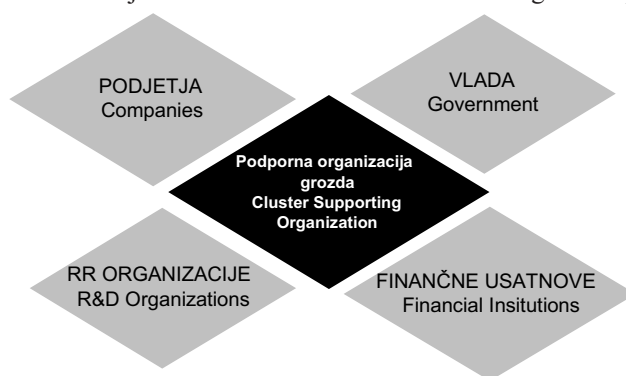 PODJETJA
Companies
VLADA
Government
Podporna organizacija
grozda
Cluster Supporting
Organization
RR ORGANIZACIJE
R&D Organizations
FINANČNE USATNOVE
Financial Insitutions